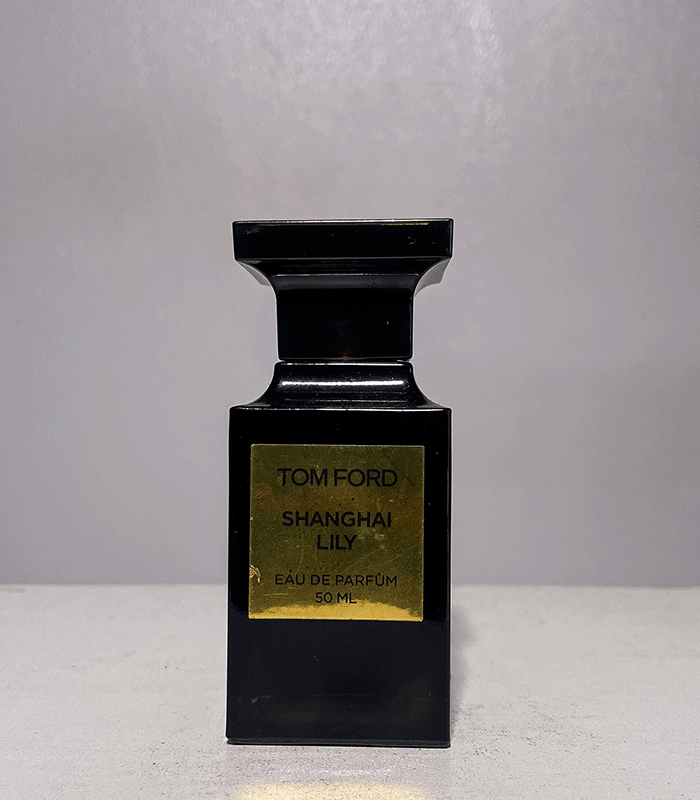 TOM FORD
SHANGHAI
LILY
EAU DE PARFUM
50 ML